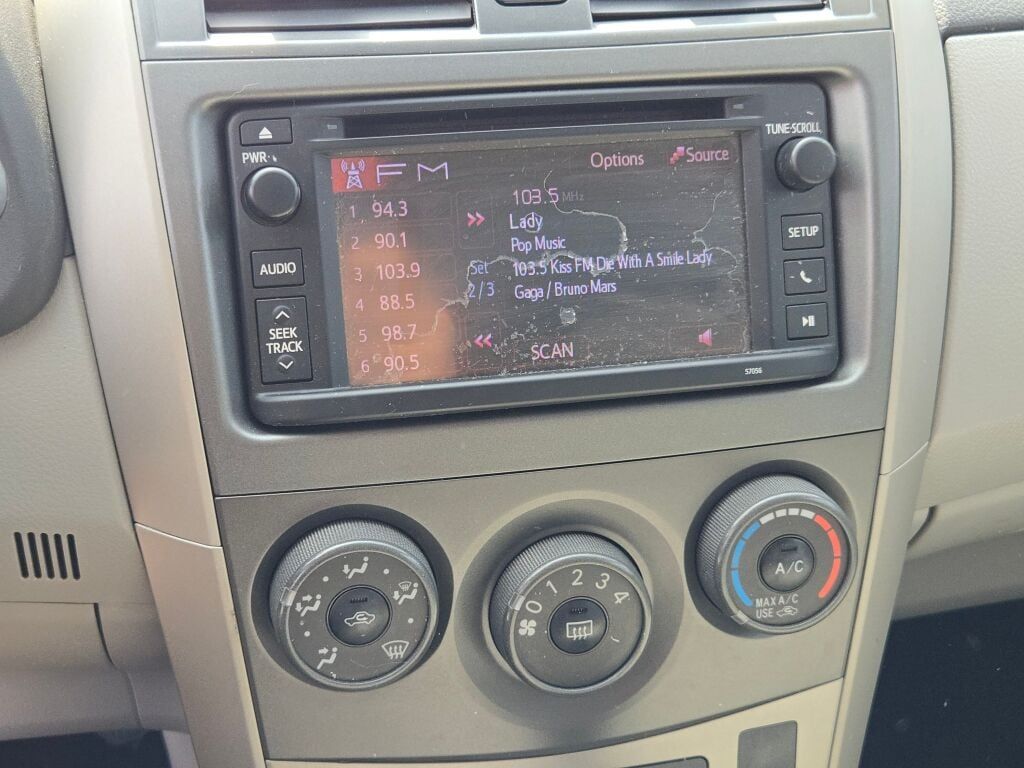 PWR
TUNE·SCROLL
FM
Options
Source
1 94.3
2 90.1
3 103.9
4 88.5
5 98.7
6 90.5
Set
2/3
103.5 MHz
Lady
Pop Music
103.5 Kiss FM Die With A Smile Lady
Gaga / Bruno Mars
SCAN
AUDIO
SEEK
TRACK
SETUP
57056
0 1 2 3 4
A/C
MAX A/C
USE